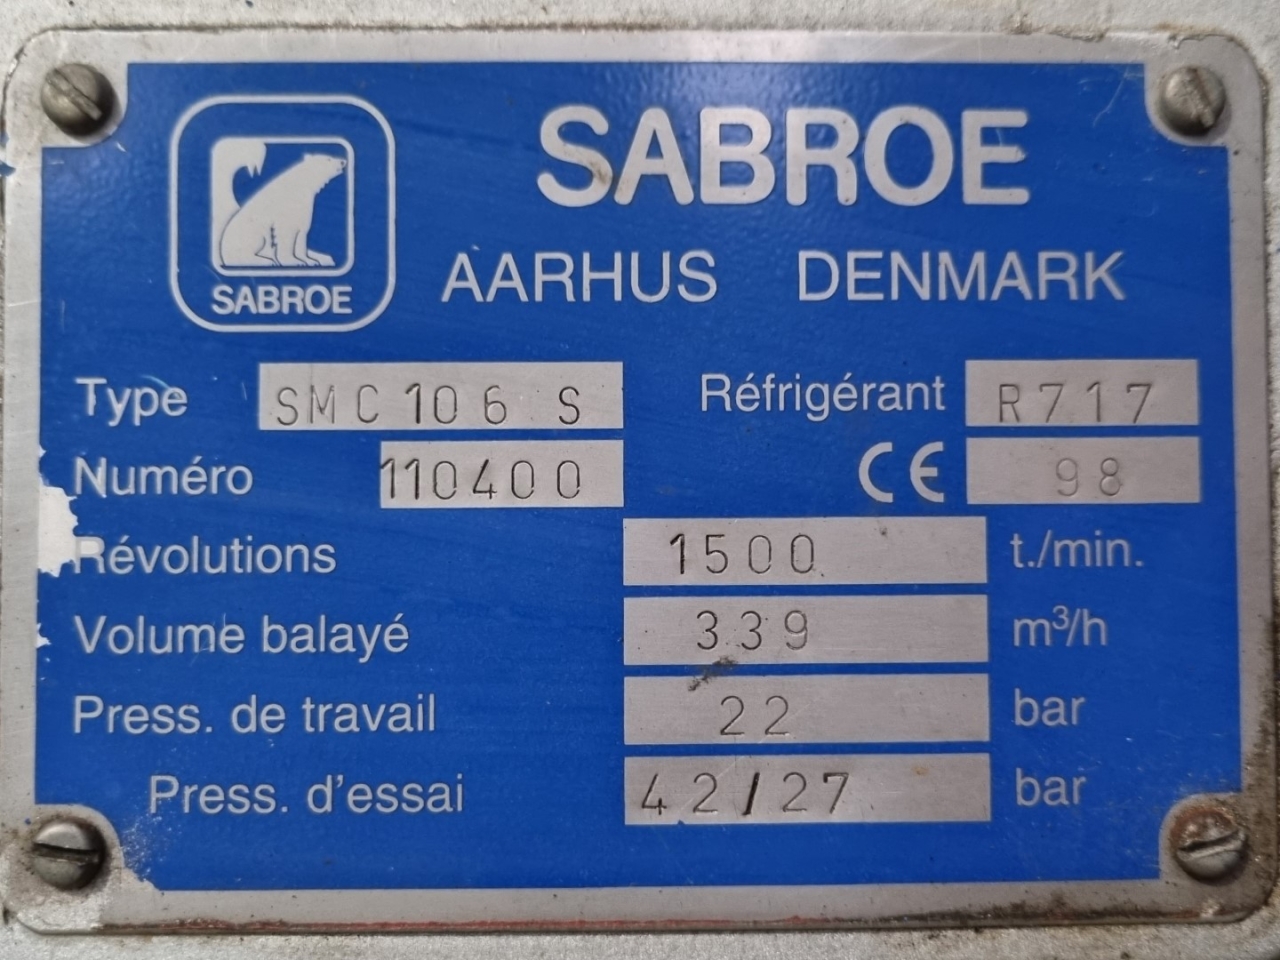 SABROE
SABROE
AARHUS DENMARK
Type SMC 106 S
Réfrigérant R717
Numéro 110400
CE 98
Révolutions 1500 t./min.
Volume balayé 339 m³/h
Press. de travail 22 bar
Press. d'essai 42/27 bar